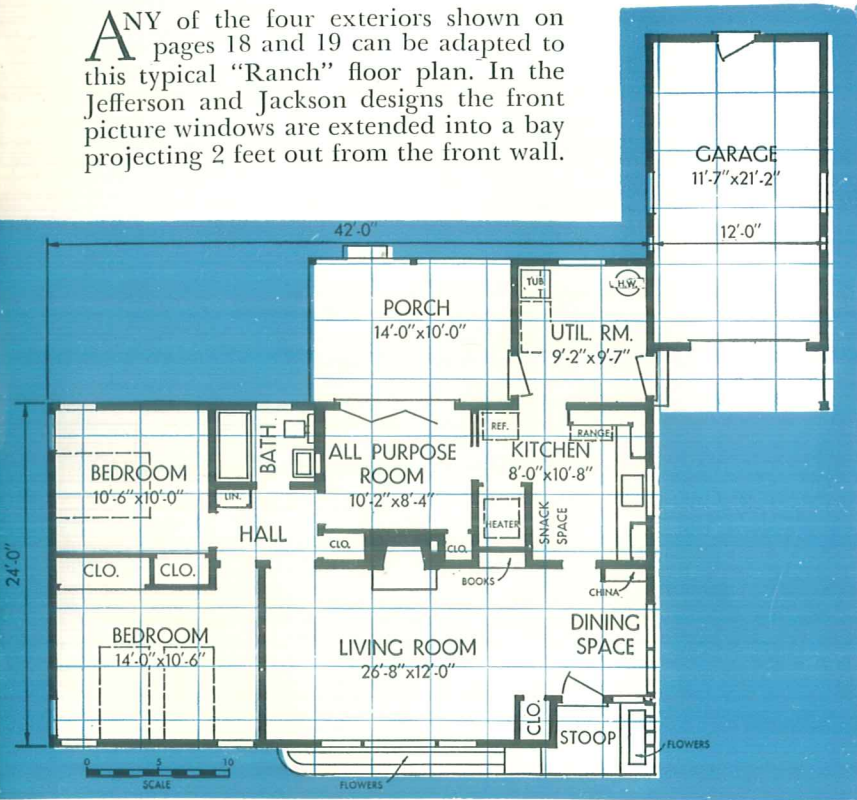 ANY of the four exteriors shown on
pages 18 and 19 can be adapted to
this typical “Ranch” floor plan. In the
Jefferson and Jackson designs the front
picture windows are extended into a bay
projecting 2 feet out from the front wall.
GARAGE
11'-7"x21'-2"
42'-0"
12'-0"
PORCH
14'-0"x10'-0"
TUB
T
H.W.
UTIL. RM.
9'-2"x9'-7"
BEDROOM
10'-6"x10'-0"
BATH.
LIN.
ALL PURPOSE
ROOM
10'-2"x8'-4"
REF.
RANGE
KITCHEN
8'-0"x10'-8"
HEATER
SNACK
SPACE
HALL
24'-0"
CLO.
CLO.
CLO.
CLO.
BOOKS
CHINA
BEDROOM
14'-0"x10'-6"
LIVING ROOM
26'-8"x12'-0"
DINING
SPACE
CLO.
STOOP
FLOWERS
0 5 10
SCALE
FLOWERS